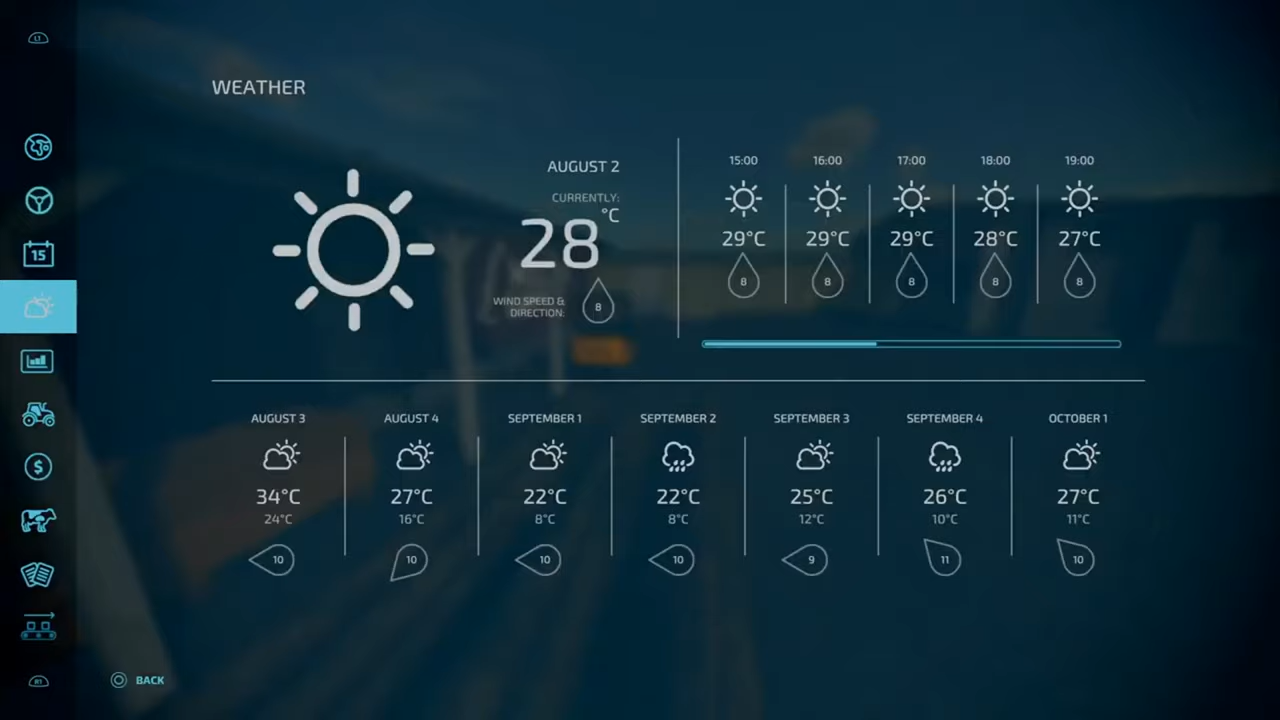 L1
WEATHER
15
AUGUST 2
CURRENTLY:
28 °C
WIND SPEED &
DIRECTION:
8
15:00 16:00 17:00 18:00 19:00
29°C 29°C 29°C 28°C 27°C
8 8 8 8 8
AUGUST 3 AUGUST 4 SEPTEMBER 1 SEPTEMBER 2 SEPTEMBER 3 SEPTEMBER 4 OCTOBER 1
34°C 27°C 22°C 22°C 25°C 26°C 27°C
24°C 16°C 8°C 8°C 12°C 10°C 11°C
10 10 10 10 9 11 10
$
R1
BACK